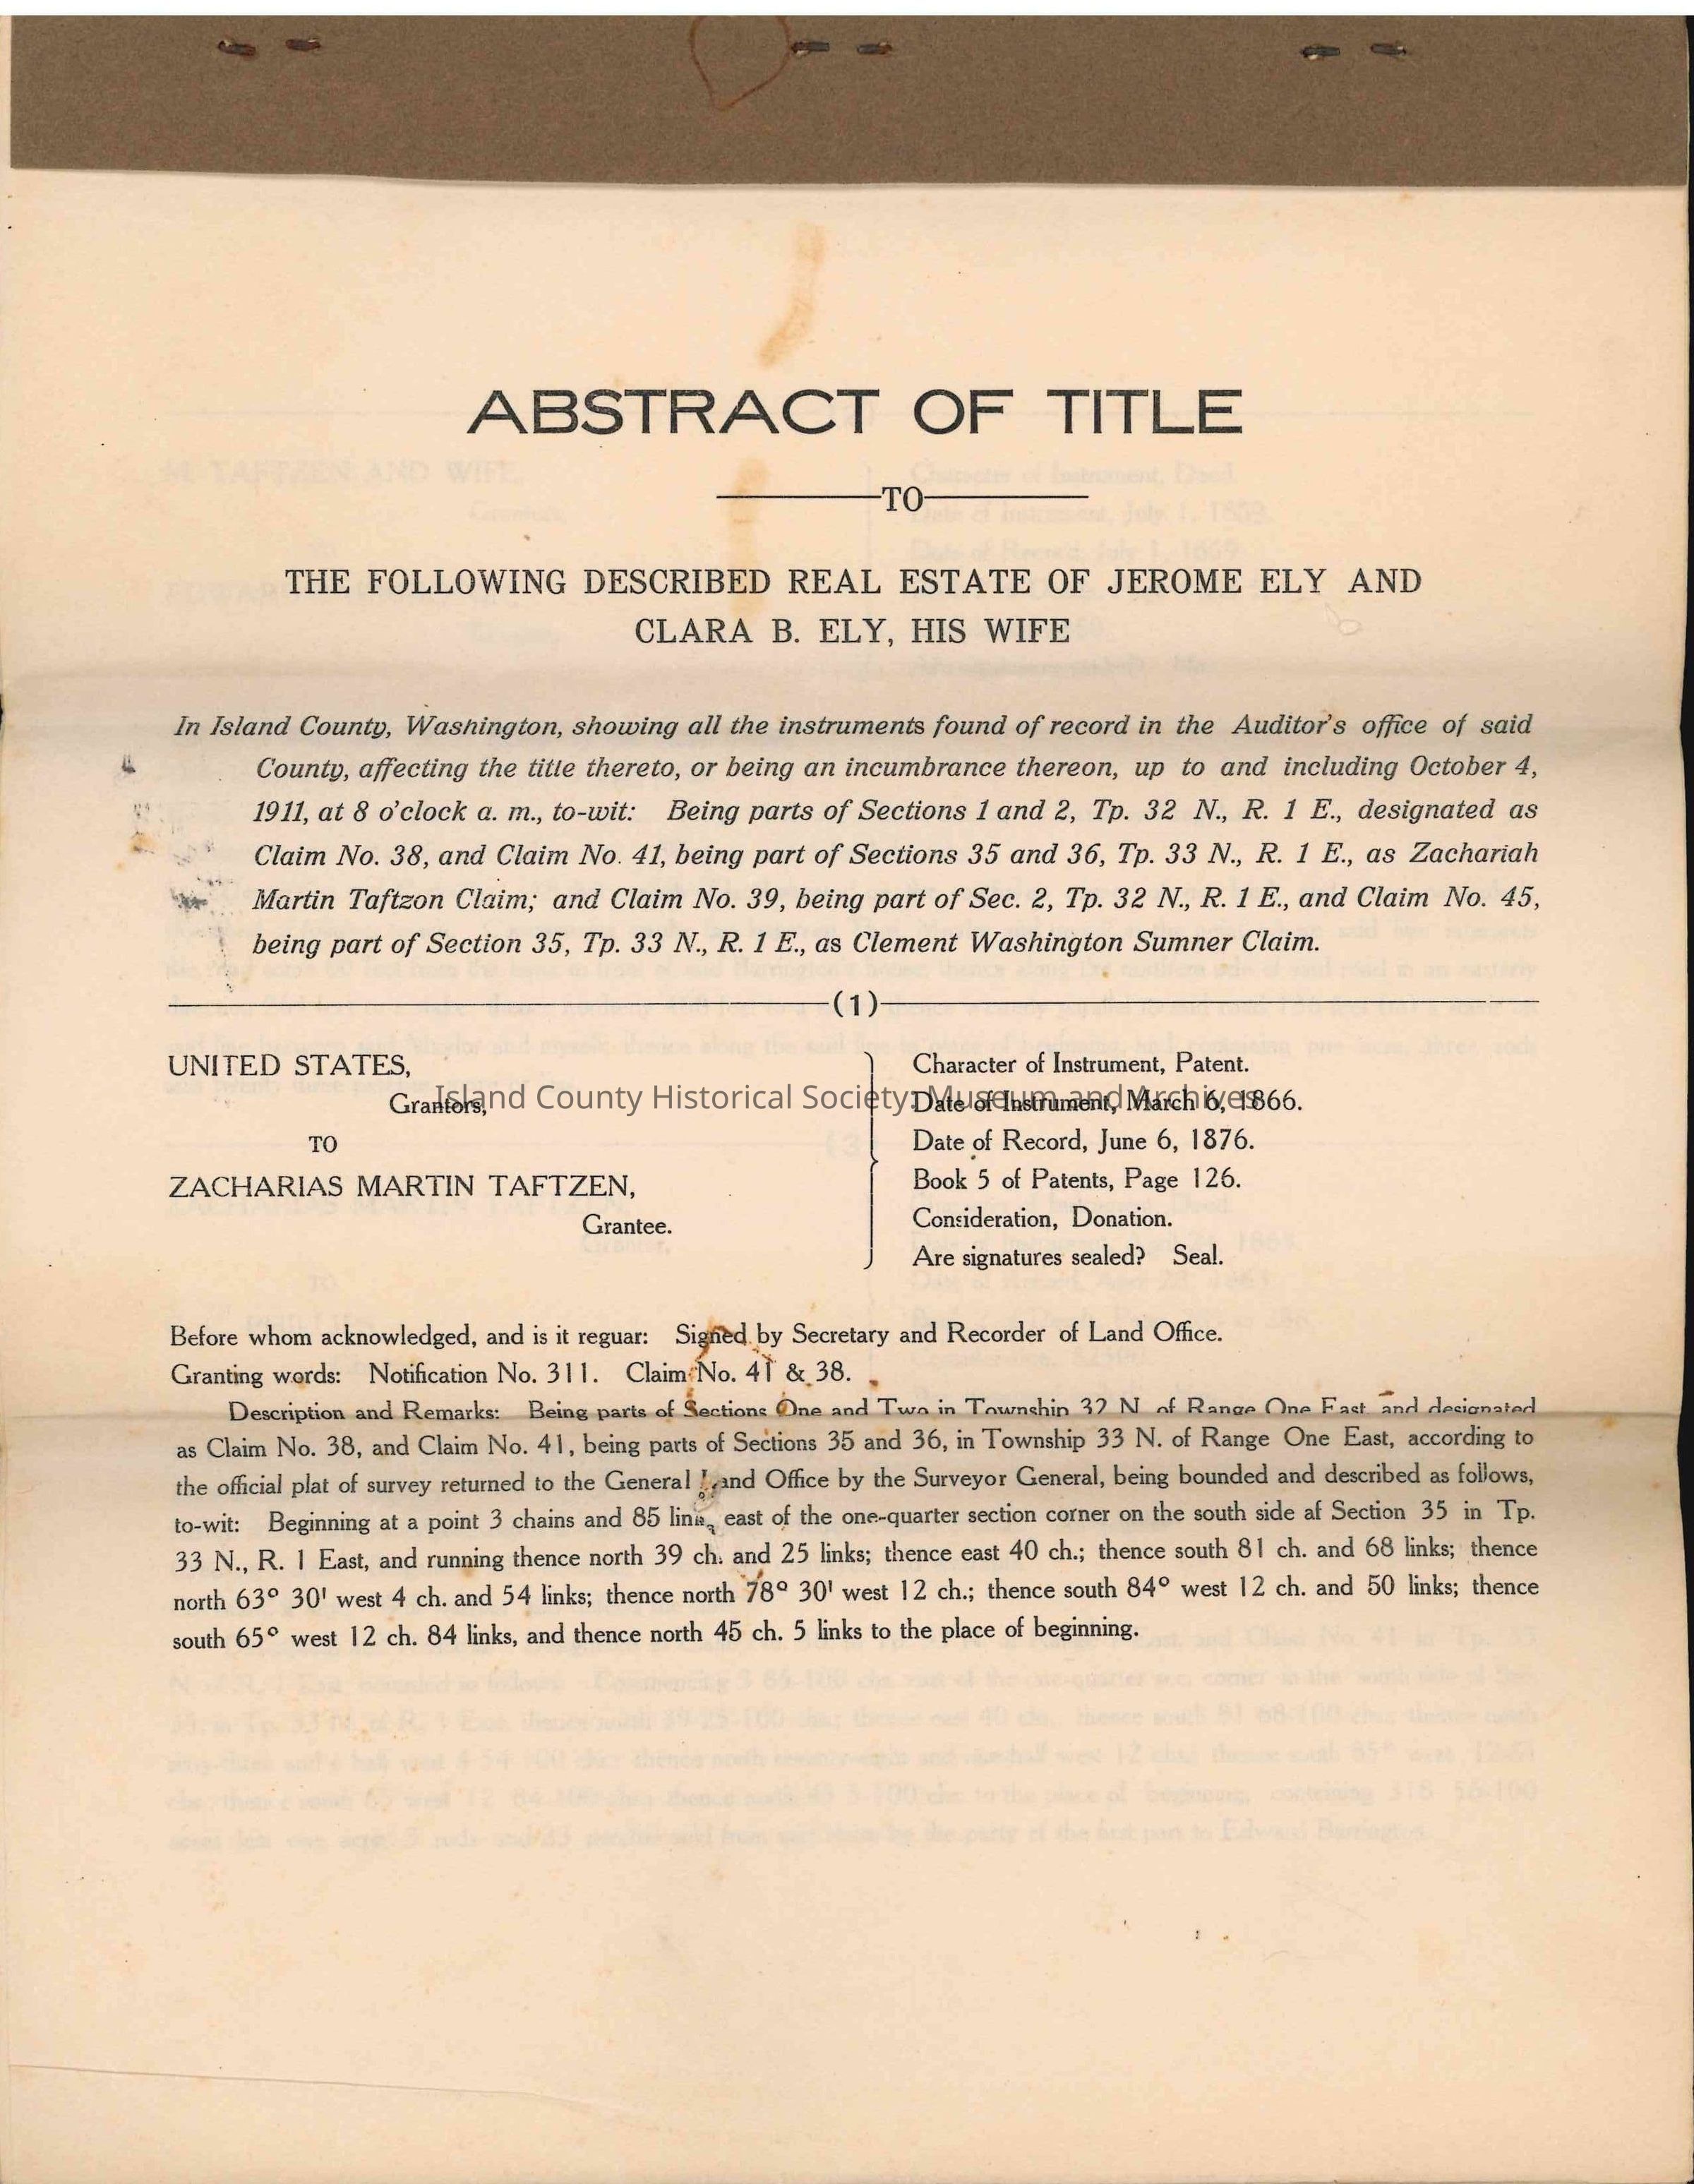 ABSTRACT OF TITLE
TO
THE FOLLOWING DESCRIBED REAL ESTATE OF JEROME ELY AND
CLARA B. ELY, HIS WIFE
In Island County, Washington, showing all the instruments found of record in the Auditor's office of said
County, affecting the title thereto, or being an incumbrance thereon, up to and including October 4,
1911, at 8 o'clock a. m., to-wit: Being parts of Sections 1 and 2, Tp. 32 N., R. 1 E., designated as
Claim No. 38, and Claim No. 41, being part of Sections 35 and 36, Tp. 33 N., R. 1 E., as Zachariah
Martin Taftzon Claim; and Claim No. 39, being part of Sec. 2, Tp. 32 N., R. 1 E., and Claim No. 45,
being part of Section 35, Tp. 33 N., R. 1 E., as Clement Washington Sumner Claim.
(1)
UNITED STATES,
Grantors,
TO
ZACHARIAS MARTIN TAFTZEN,
Grantee.
Character of Instrument, Patent.
Date of Instrument, March 6, 1866.
Date of Record, June 6, 1876.
Book 5 of Patents, Page 126.
Consideration, Donation.
Are signatures sealed? Seal.
Island County Historical Society: Museum and Archives
Before whom acknowledged, and is it reguar: Signed by Secretary and Recorder of Land Office.
Granting words: Notification No. 311. Claim No. 41 & 38.
Description and Remarks: Being parts of Sections One and Two in Township 32 N. of Range One East and designated
as Claim No. 38, and Claim No. 41, being parts of Sections 35 and 36, in Township 33 N. of Range One East, according to
the official plat of survey returned to the General Land Office by the Surveyor General, being bounded and described as follows,
to-wit: Beginning at a point 3 chains and 85 links east of the one-quarter section corner on the south side af Section 35 in Tp.
33 N., R. 1 East, and running thence north 39 ch. and 25 links; thence east 40 ch.; thence south 81 ch. and 68 links; thence
north 63° 30' west 4 ch. and 54 links; thence north 78° 30' west 12 ch.; thence south 84° west 12 ch. and 50 links; thence
south 65° west 12 ch. 84 links, and thence north 45 ch. 5 links to the place of beginning.